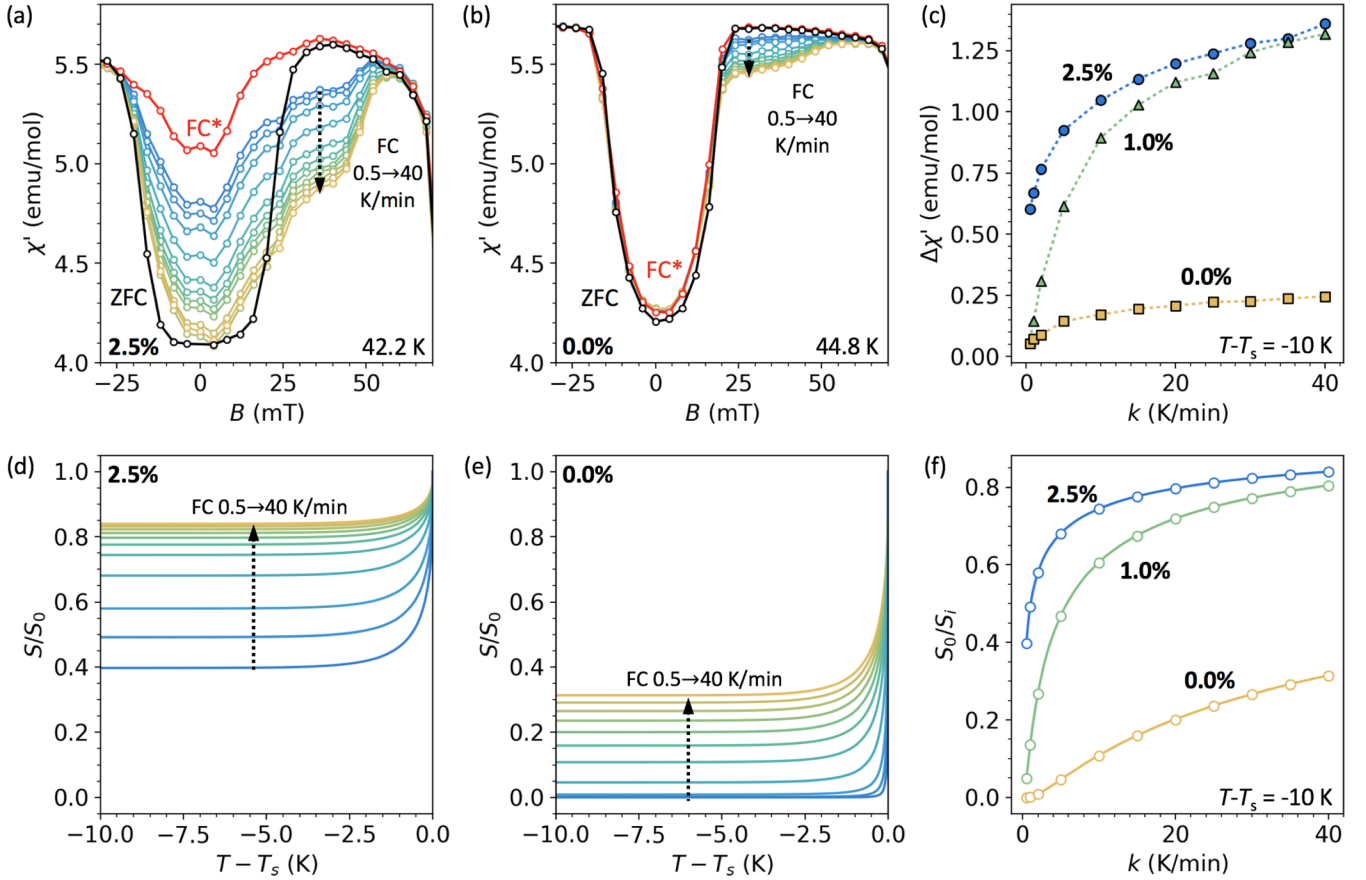 (a)
χ' (emu/mol)
5.5
5.0
4.5
4.0
FC*
FC
0.5→40
K/min)
ZFC
2.5%
42.2 K
−25
0
25
50
B (mT)
(b)
χ' (emu/mol)
5.5
5.0
4.5
4.0
FC
0.5→40
K/min)
FC*
ZFC
0.0%
44.8 K
−25
0
25
50
B (mT)
(c)
Δχ' (emu/mol)
1.25
1.00
0.75
0.50
0.25
0.00
2.5%
1.0%
0.0%
T-Ts = -10 K
0
20
40
k (K/min)
(d)
S/S0
1.0
0.8
0.6
0.4
0.2
0.0
2.5%
FC 0.5→40 K/min)
−10.0
−7.5
−5.0
−2.5
0.0
T − Ts (K)
(e)
S/S0
1.0
0.8
0.6
0.4
0.2
0.0
0.0%
FC 0.5→40 K/min)
−10.0
−7.5
−5.0
−2.5
0.0
T − Ts (K)
(f)
S0/Si
0.8
0.6
0.4
0.2
0.0
2.5%
1.0%
0.0%
T-Ts = -10 K
0
20
40
k (K/min)